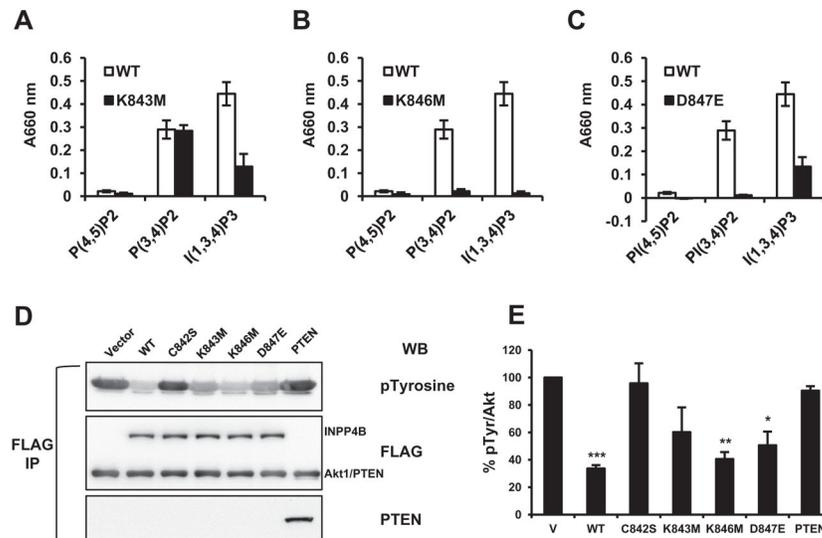 A
A660 nm
0.6
0.5
0.4
0.3
0.2
0.1
0
WT
K843M
P(4,5)P2
P(3,4)P2
I(1,3,4)P3
B
A660 nm
0.6
0.5
0.4
0.3
0.2
0.1
0
WT
K846M
P(4,5)P2
P(3,4)P2
I(1,3,4)P3
C
A660 nm
0.6
0.5
0.4
0.3
0.2
0.1
0
-0.1
WT
D847E
PI(4,5)P2
PI(3,4)P2
I(1,3,4)P3
D
Vector WT C842S K843M K846M D847E PTEN
WB
pTyrosine
FLAG IP
INPP4B
FLAG
Akt1/PTEN
PTEN
E
% pTyr/Akt
120
100
80
60
40
20
0
*** ** *
V WT C842S K843M K846M D847E PTEN